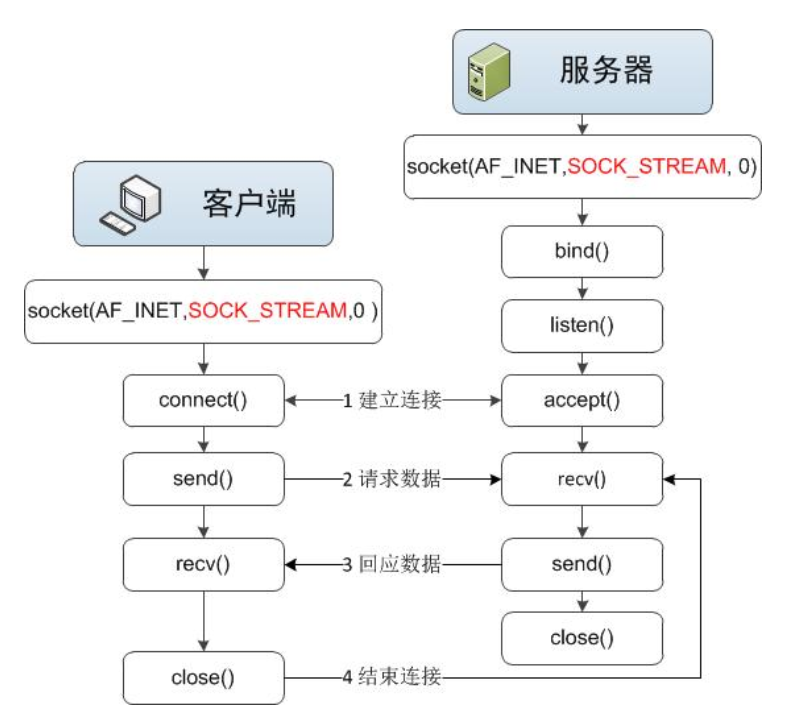 服务器
socket(AF_INET,SOCK_STREAM, 0)
客户端
bind()
socket(AF_INET,SOCK_STREAM,0 )
listen()
connect()
1 建立连接
accept()
send()
2 请求数据
recv()
recv()
3 回应数据
send()
close()
close()
4 结束连接